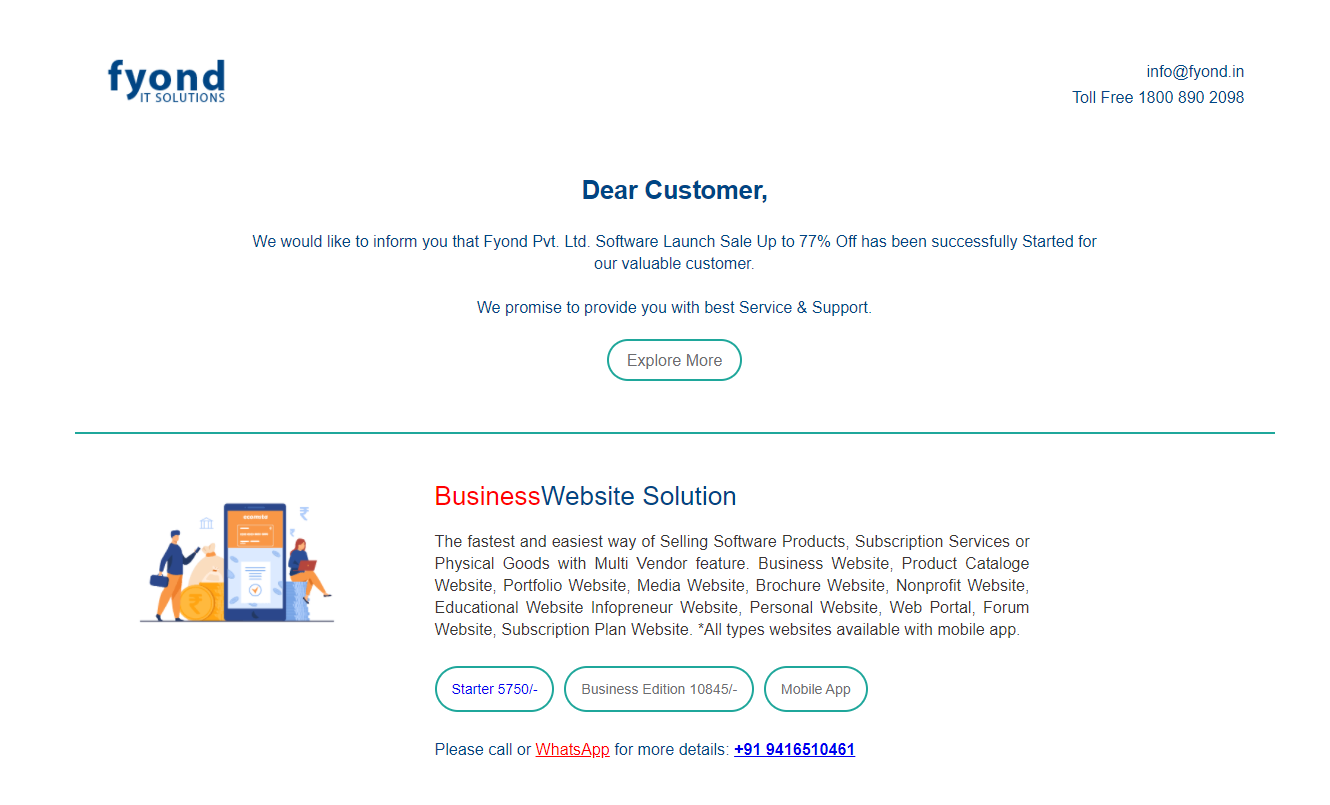 fyond
IT SOLUTIONS
info@fyond.in
Toll Free 1800 890 2098
Dear Customer,
We would like to inform you that Fyond Pvt. Ltd. Software Launch Sale Up to 77% Off has been successfully Started for
our valuable customer.
We promise to provide you with best Service & Support.
Explore More
BusinessWebsite Solution
The fastest and easiest way of Selling Software Products, Subscription Services or
Physical Goods with Multi Vendor feature. Business Website, Product Cataloge
Website, Portfolio Website, Media Website, Brochure Website, Nonprofit Website,
Educational Website Infopreneur Website, Personal Website, Web Portal, Forum
Website, Subscription Plan Website. *All types websites available with mobile app.
Starter 5750/-
Business Edition 10845/-
Mobile App
Please call or WhatsApp for more details: +91 9416510461